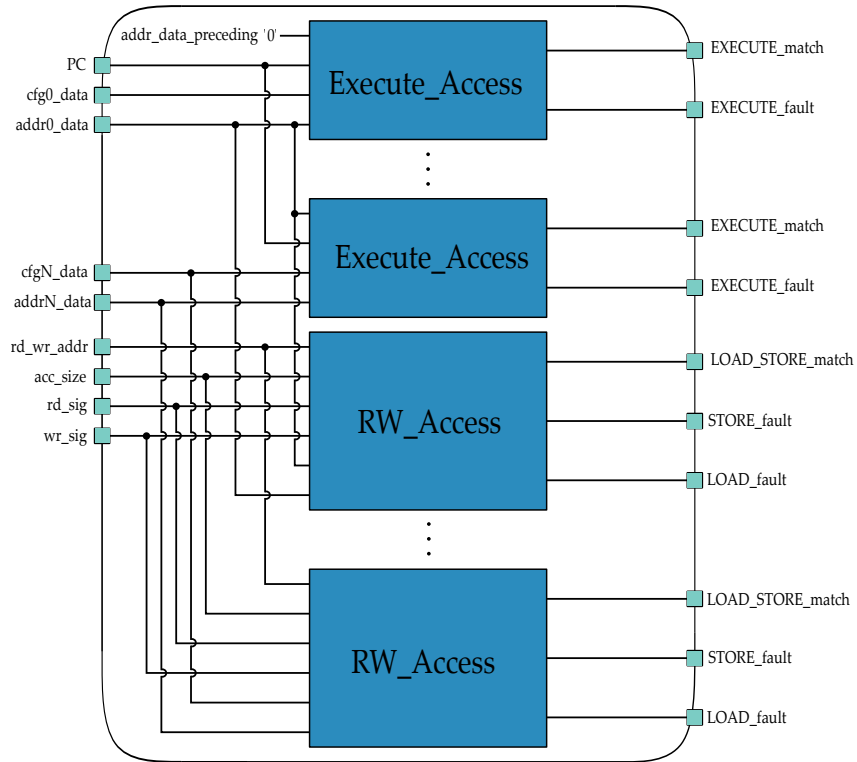 addr_data_preceding '0'
PC
cfg0_data
addr0_data
Execute_Access
EXECUTE_match
EXECUTE_fault
cfgN_data
addrN_data
Execute_Access
EXECUTE_match
EXECUTE_fault
rd_wr_addr
acc_size
rd_sig
wr_sig
RW_Access
LOAD_STORE_match
STORE_fault
LOAD_fault
RW_Access
LOAD_STORE_match
STORE_fault
LOAD_fault